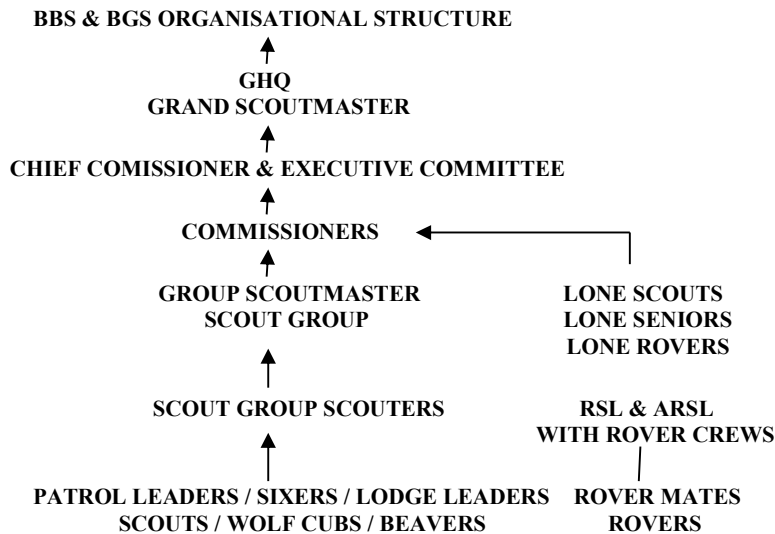 BBS & BGS ORGANISATIONAL STRUCTURE
GHQ
GRAND SCOUTMASTER
CHIEF COMISSIONER & EXECUTIVE COMMITTEE
COMMISSIONERS
GROUP SCOUTMASTER
SCOUT GROUP
LONE SCOUTS
LONE SENIORS
LONE ROVERS
SCOUT GROUP SCOUTERS
RSL & ARSL
WITH ROVER CREWS
PATROL LEADERS / SIXERS / LODGE LEADERS
SCOUTS / WOLF CUBS / BEAVERS
ROVER MATES
ROVERS